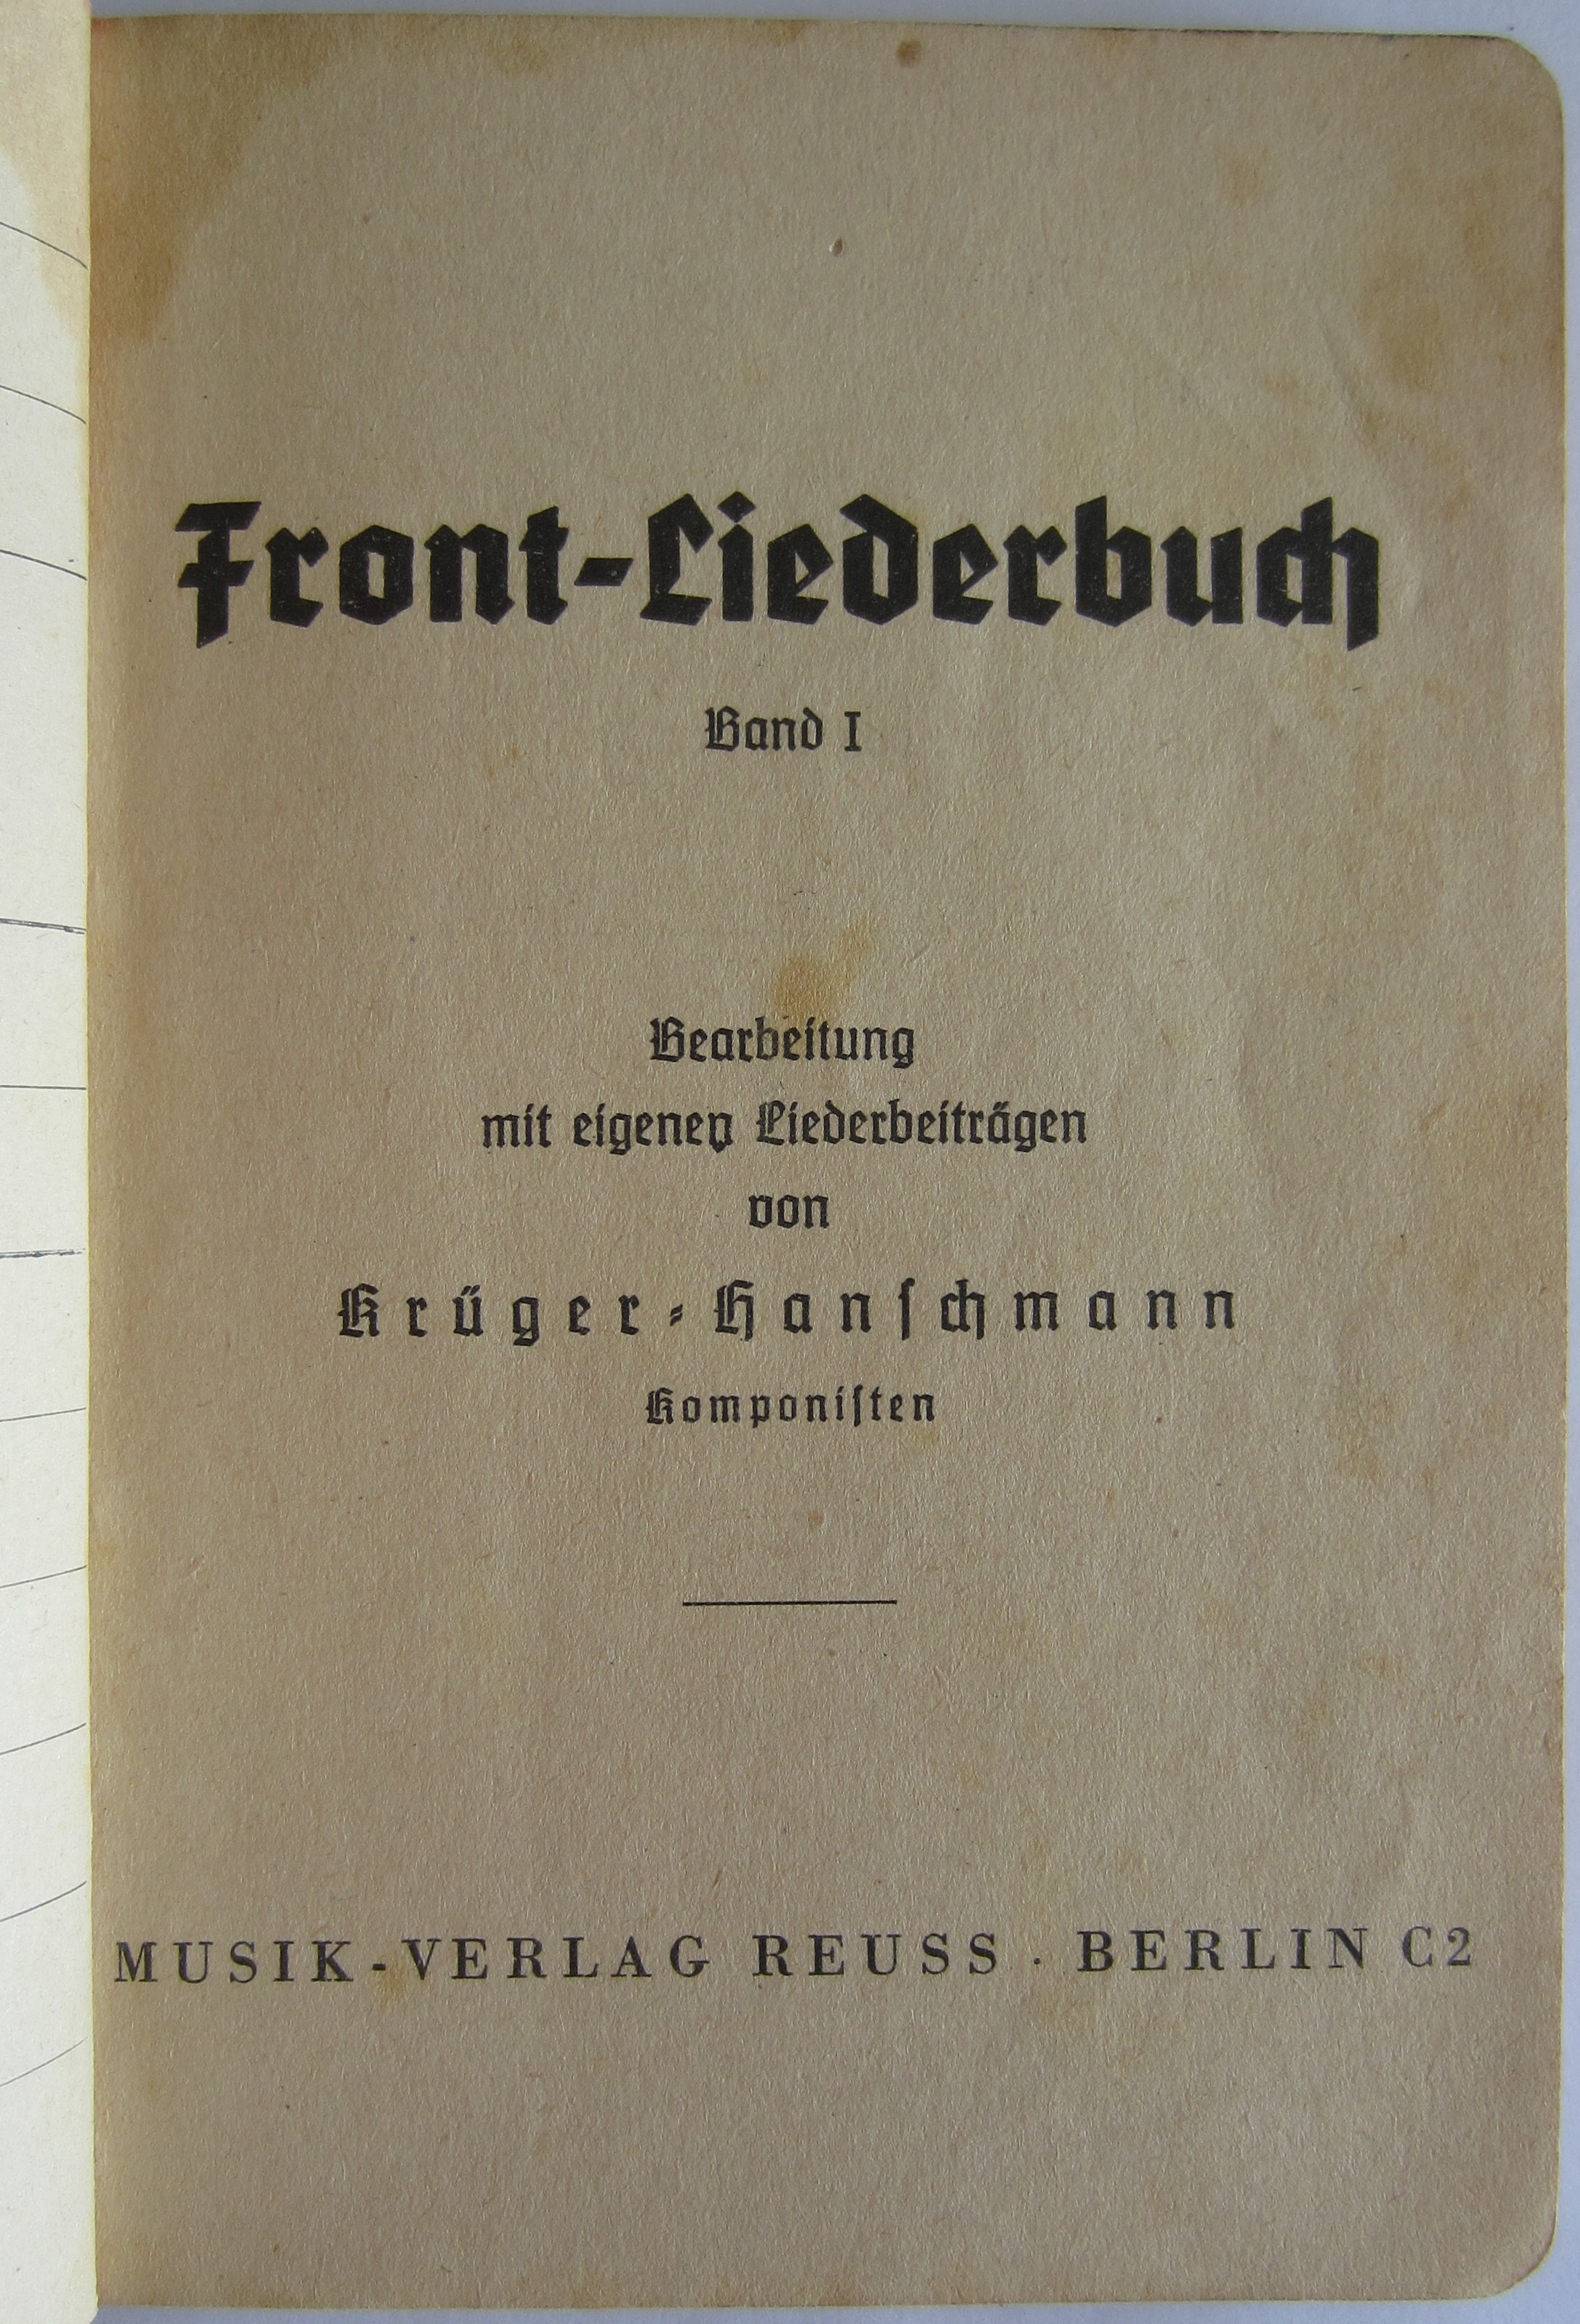 Front-Liederbuch
Band I
Bearbeitung
mit eigenen Liederbeiträgen
von
Krüger-Hanſchmann
Komponiſten
MUSIK-VERLAG REUSS · BERLIN C2